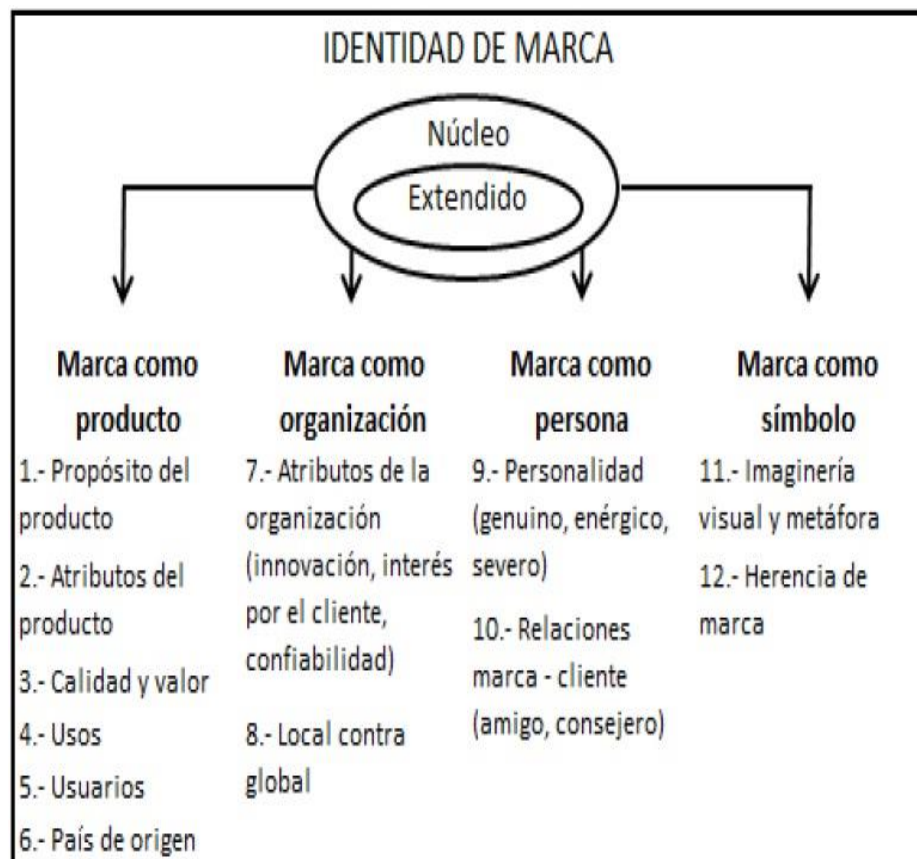 IDENTIDAD DE MARCA
Núcleo
Extendido
Marca como
producto
1.- Propósito del
producto
2.- Atributos del
producto
3.- Calidad y valor
4.- Usos
5.- Usuarios
6.- País de origen
Marca como
organización
7.- Atributos de la
organización
(innovación, interés
por el cliente,
confiabilidad)
8.- Local contra
global
Marca como
persona
9.- Personalidad
(genuino, enérgico,
severo)
10.- Relaciones
marca - cliente
(amigo, consejero)
Marca como
símbolo
11.- Imaginería
visual y metáfora
12.- Herencia de
marca